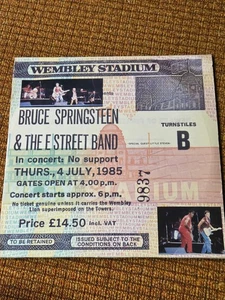 WEMBLEY STADIUM
BRUCE SPRINGSTEEN
& THE E STREET BAND
TURNSTILES
B
In concert: No support
THURS., 4 JULY, 1985
GATES OPEN AT 4.00p.m.
Concert starts approx. 6p.m.
No ticket genuine unless it carries the Wembley
Lion superimposed on the Towers.
Price £14.50 incl. VAT
9837
TO BE RETAINED
ISSUED SUBJECT TO THE
CONDITIONS ON BACK